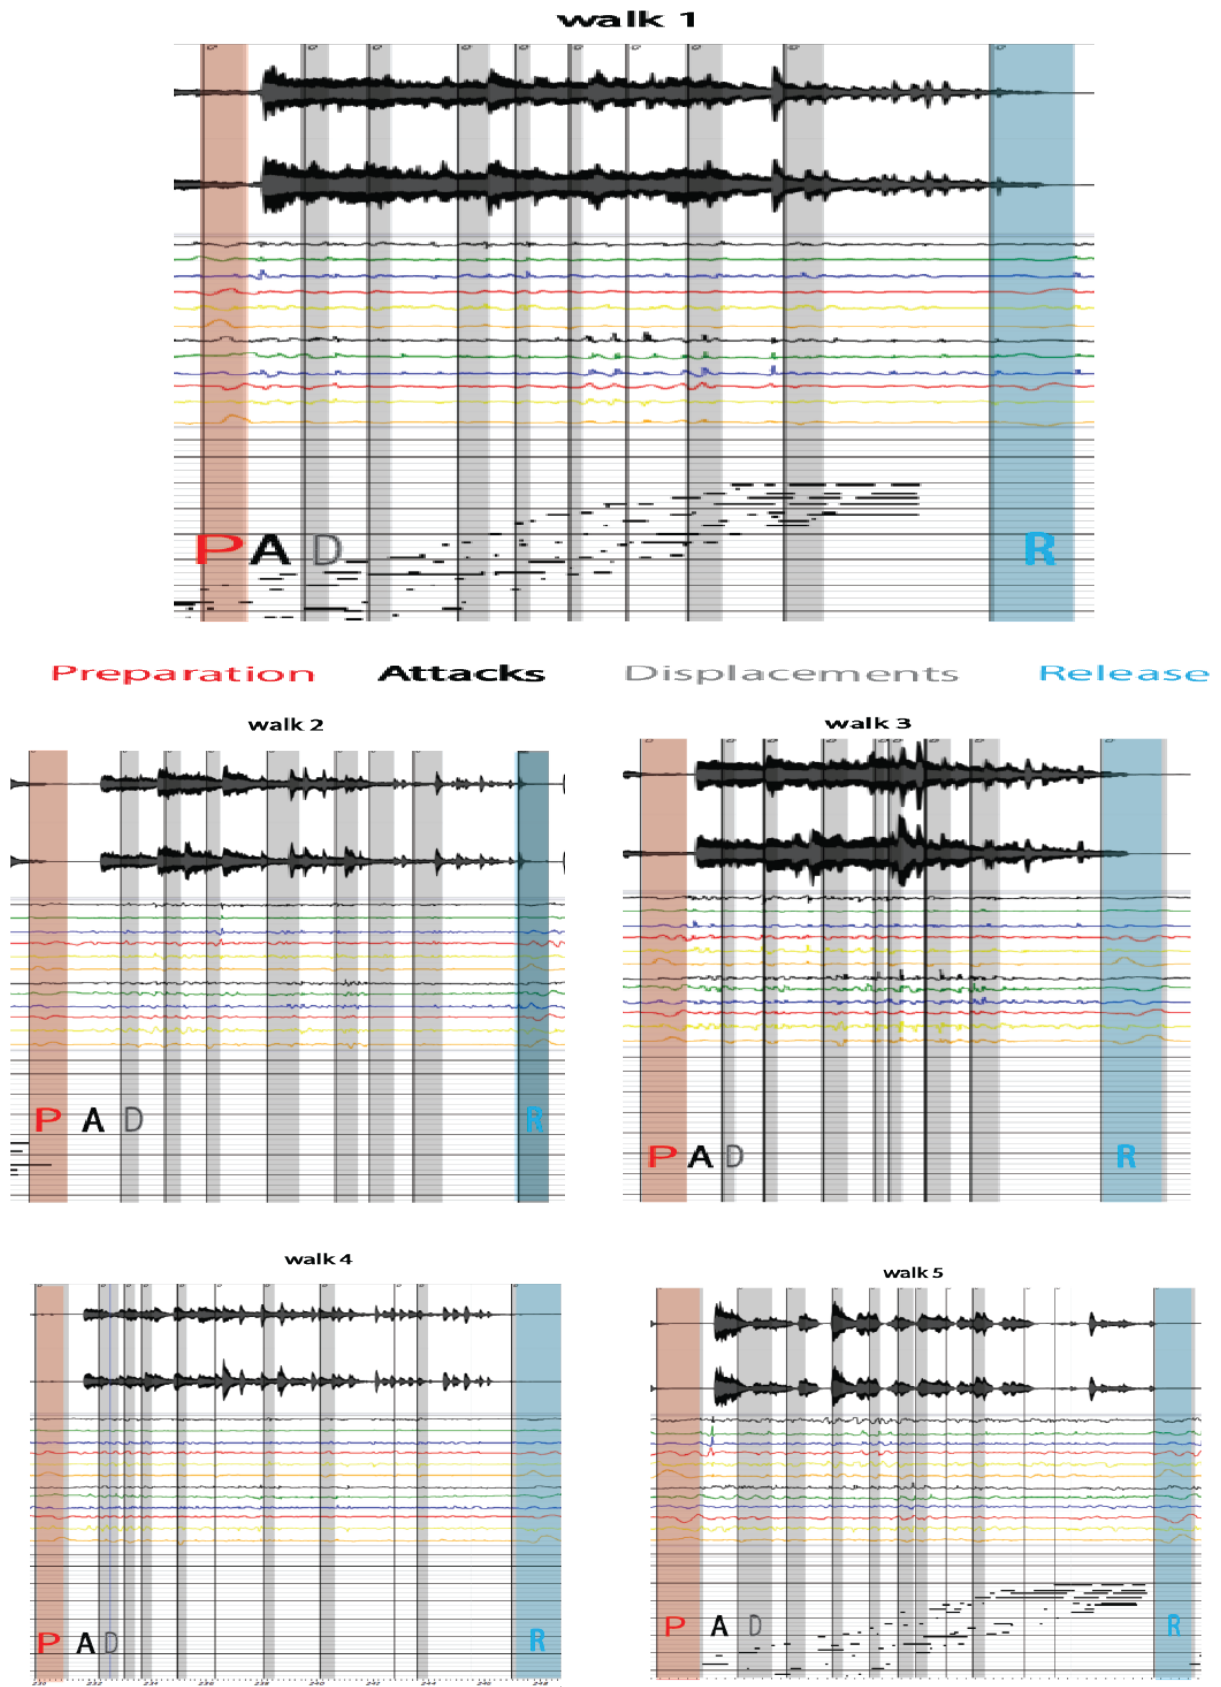 walk 1
P A D R
Preparation Attacks Displacements Release
walk 2
walk 3
P A D R
P A D R
walk 4
walk 5
P A D R
P A D R